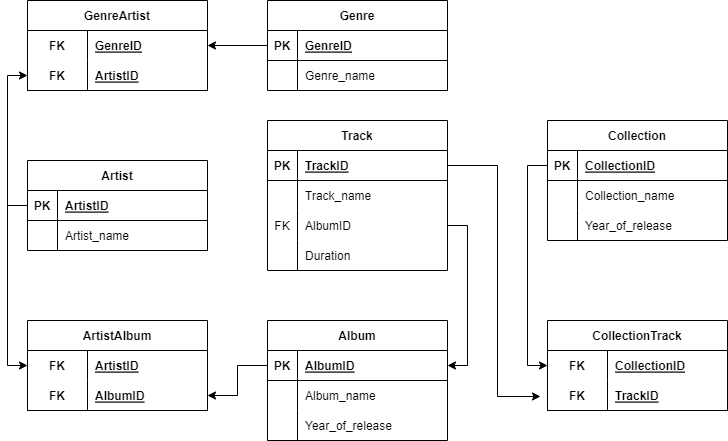 GenreArtist
FK GenreID
FK ArtistID
Genre
PK GenreID
Genre_name
Artist
PK ArtistID
Artist_name
Track
PK TrackID
Track_name
FK AlbumID
Duration
Collection
PK CollectionID
Collection_name
Year_of_release
ArtistAlbum
FK ArtistID
FK AlbumID
Album
PK AlbumID
Album_name
Year_of_release
CollectionTrack
FK CollectionID
FK TrackID